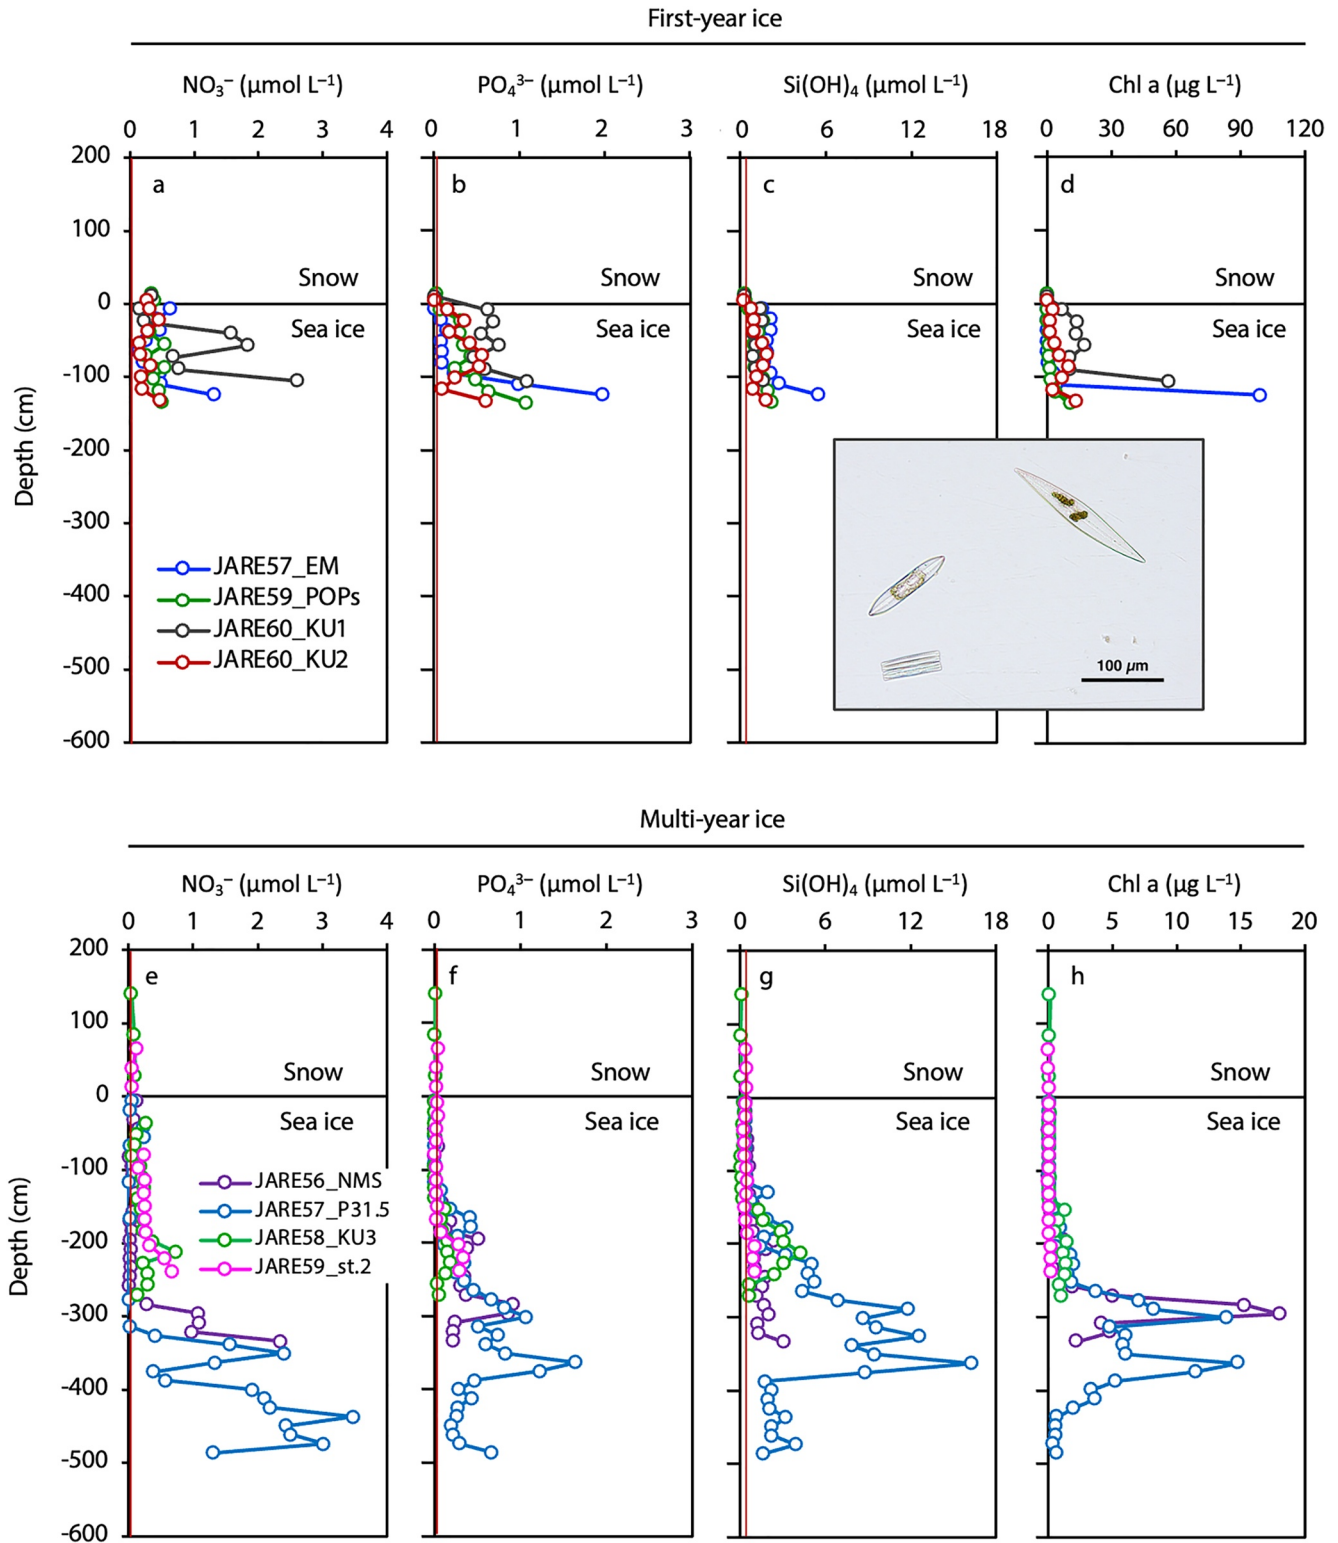 First-year ice
NO₃⁻ (μmol L⁻¹) PO₄³⁻ (μmol L⁻¹) Si(OH)₄ (μmol L⁻¹) Chl a (μg L⁻¹)
0 1 2 3 4 0 1 2 3 0 6 12 18 0 30 60 90 120
200
a b c d
100
Snow Snow Snow Snow
0
Sea ice Sea ice Sea ice Sea ice
-100
-200
-300
-400
-500
-600
Depth (cm)
JARE57_EM
JARE59_POPs
JARE60_KU1
JARE60_KU2
100 μm
Multi-year ice
NO₃⁻ (μmol L⁻¹) PO₄³⁻ (μmol L⁻¹) Si(OH)₄ (μmol L⁻¹) Chl a (μg L⁻¹)
0 1 2 3 4 0 1 2 3 0 6 12 18 0 5 10 15 20
200
e f g h
100
Snow Snow Snow Snow
0
Sea ice Sea ice Sea ice Sea ice
-100
-200
-300
-400
-500
-600
Depth (cm)
JARE56_NMS
JARE57_P31.5
JARE58_KU3
JARE59_st.2